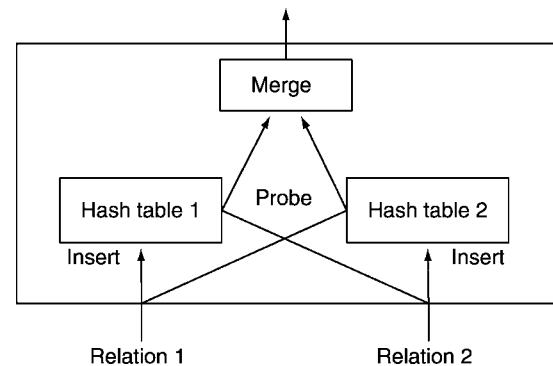 Merge
Probe
Hash table 1
Hash table 2
Insert
Insert
Relation 1
Relation 2